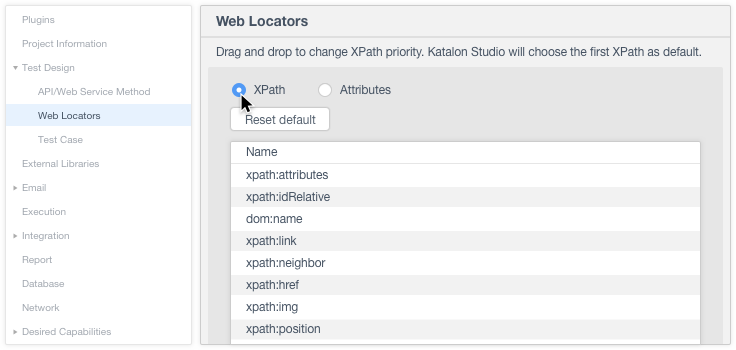 Plugins
Project Information
Test Design
API/Web Service Method
Web Locators
Test Case
External Libraries
Email
Execution
Integration
Report
Database
Network
Desired Capabilities
Web Locators
Drag and drop to change XPath priority. Katalon Studio will choose the first XPath as default.
XPath Attributes
Reset default
Name
xpath:attributes
xpath:idRelative
dom:name
xpath:link
xpath:neighbor
xpath:href
xpath:img
xpath:position